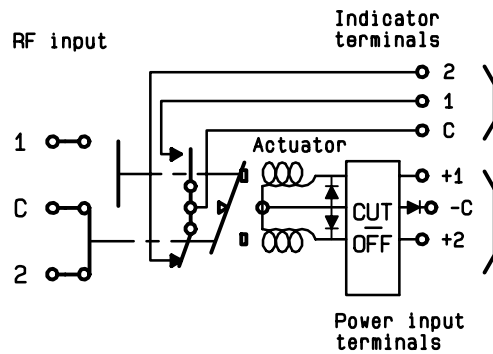 Indicator
terminals
RF input
2
1
C
Actuator
1
C
2
+1
-C
+2
CUT
OFF
Power input
terminals